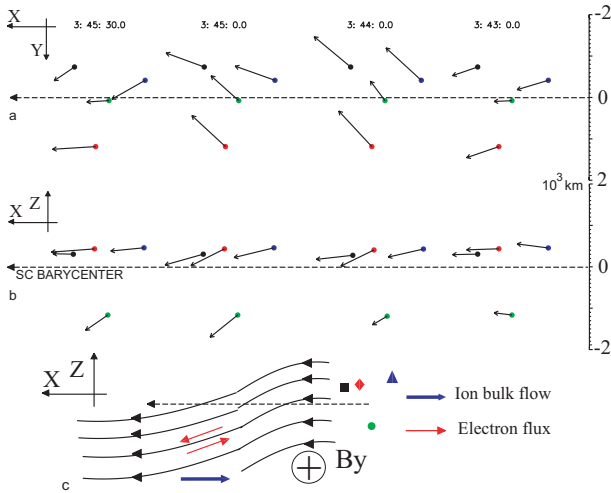 X 3: 45: 30.0 3: 45: 0.0 3: 44: 0.0 3: 43: 0.0 -2
Y
0
a
2
10³ km
Z
X
SC BARYCENTER 0
b
-2
Z
X
Ion bulk flow
Electron flux
By
c